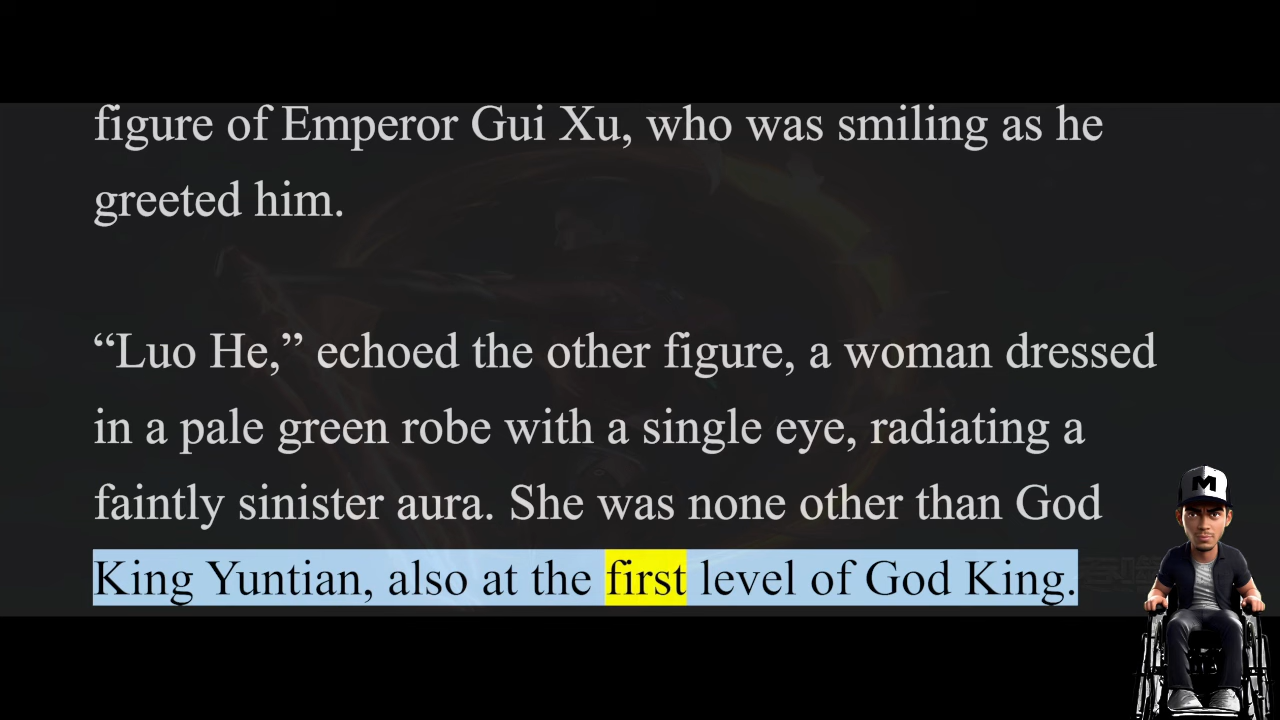 figure of Emperor Gui Xu, who was smiling as he
greeted him.
“Luo He,” echoed the other figure, a woman dressed
in a pale green robe with a single eye, radiating a
faintly sinister aura. She was none other than God
King Yuntian, also at the first level of God King.
M